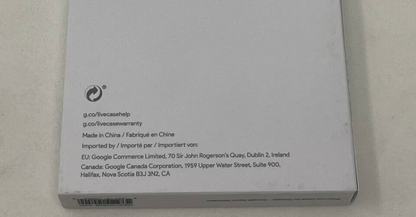 g.co/livecasehelp
g.co/livecasewarranty
Made in China / Fabriqué en Chine
Imported by / Importé par / Importiert von:
EU: Google Commerce Limited, 70 Sir John Rogerson's Quay, Dublin 2, Ireland
Canada: Google Canada Corporation, 1959 Upper Water Street, Suite 900,
Halifax, Nova Scotia B3J 3N2, CA